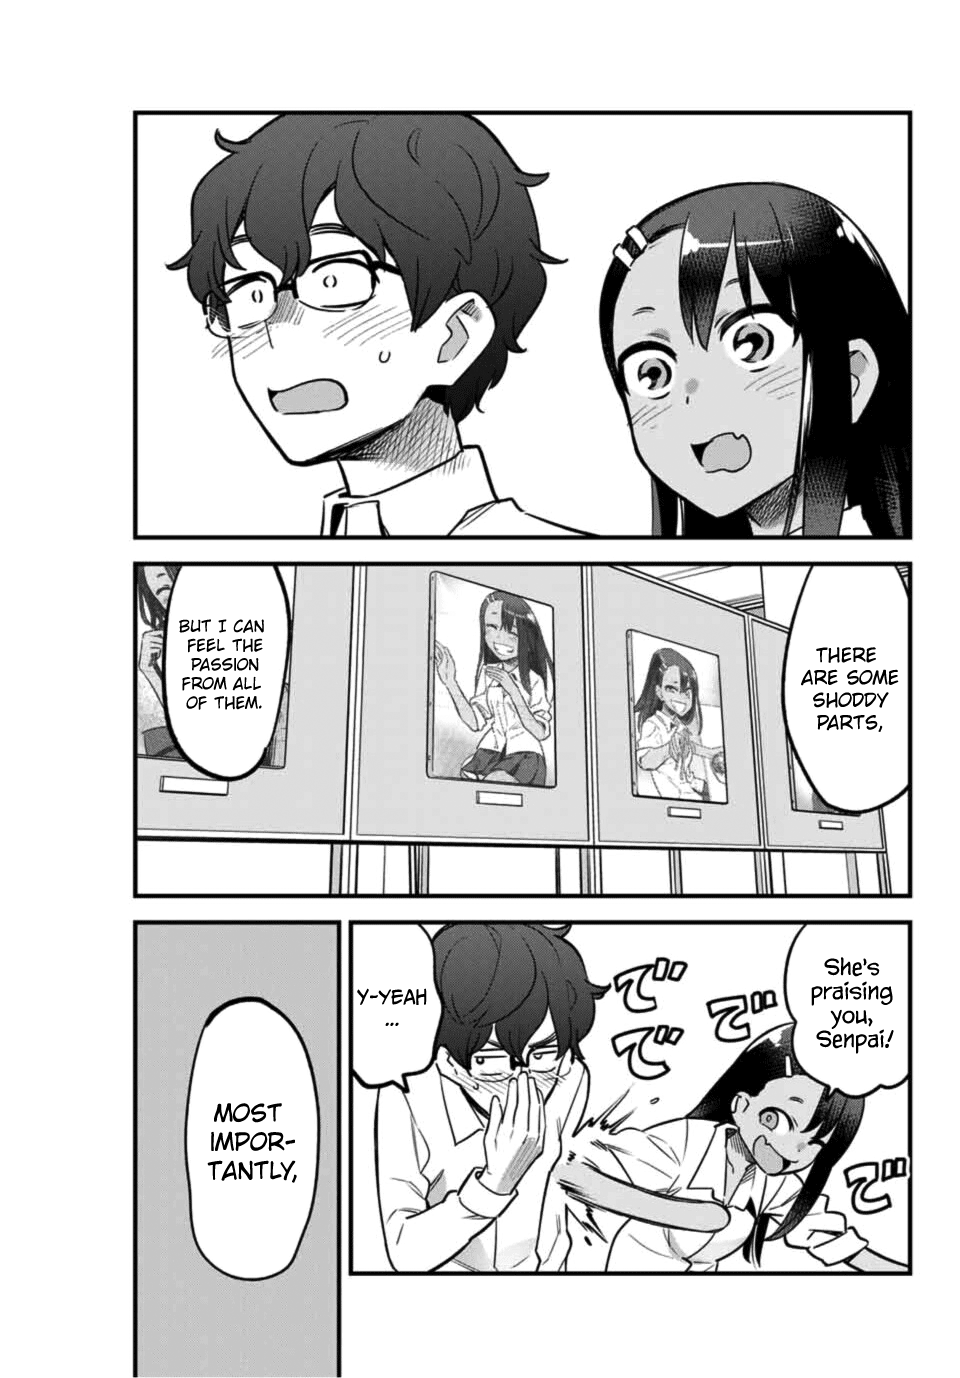 THERE
ARE SOME
SHODDY
PARTS,
BUT I CAN
FEEL THE
PASSION
FROM ALL
OF THEM.
She's
praising
you,
Senpai!
で
で
で
で
Y-YEAH
...
MOST
IMPOR-
TANTLY,